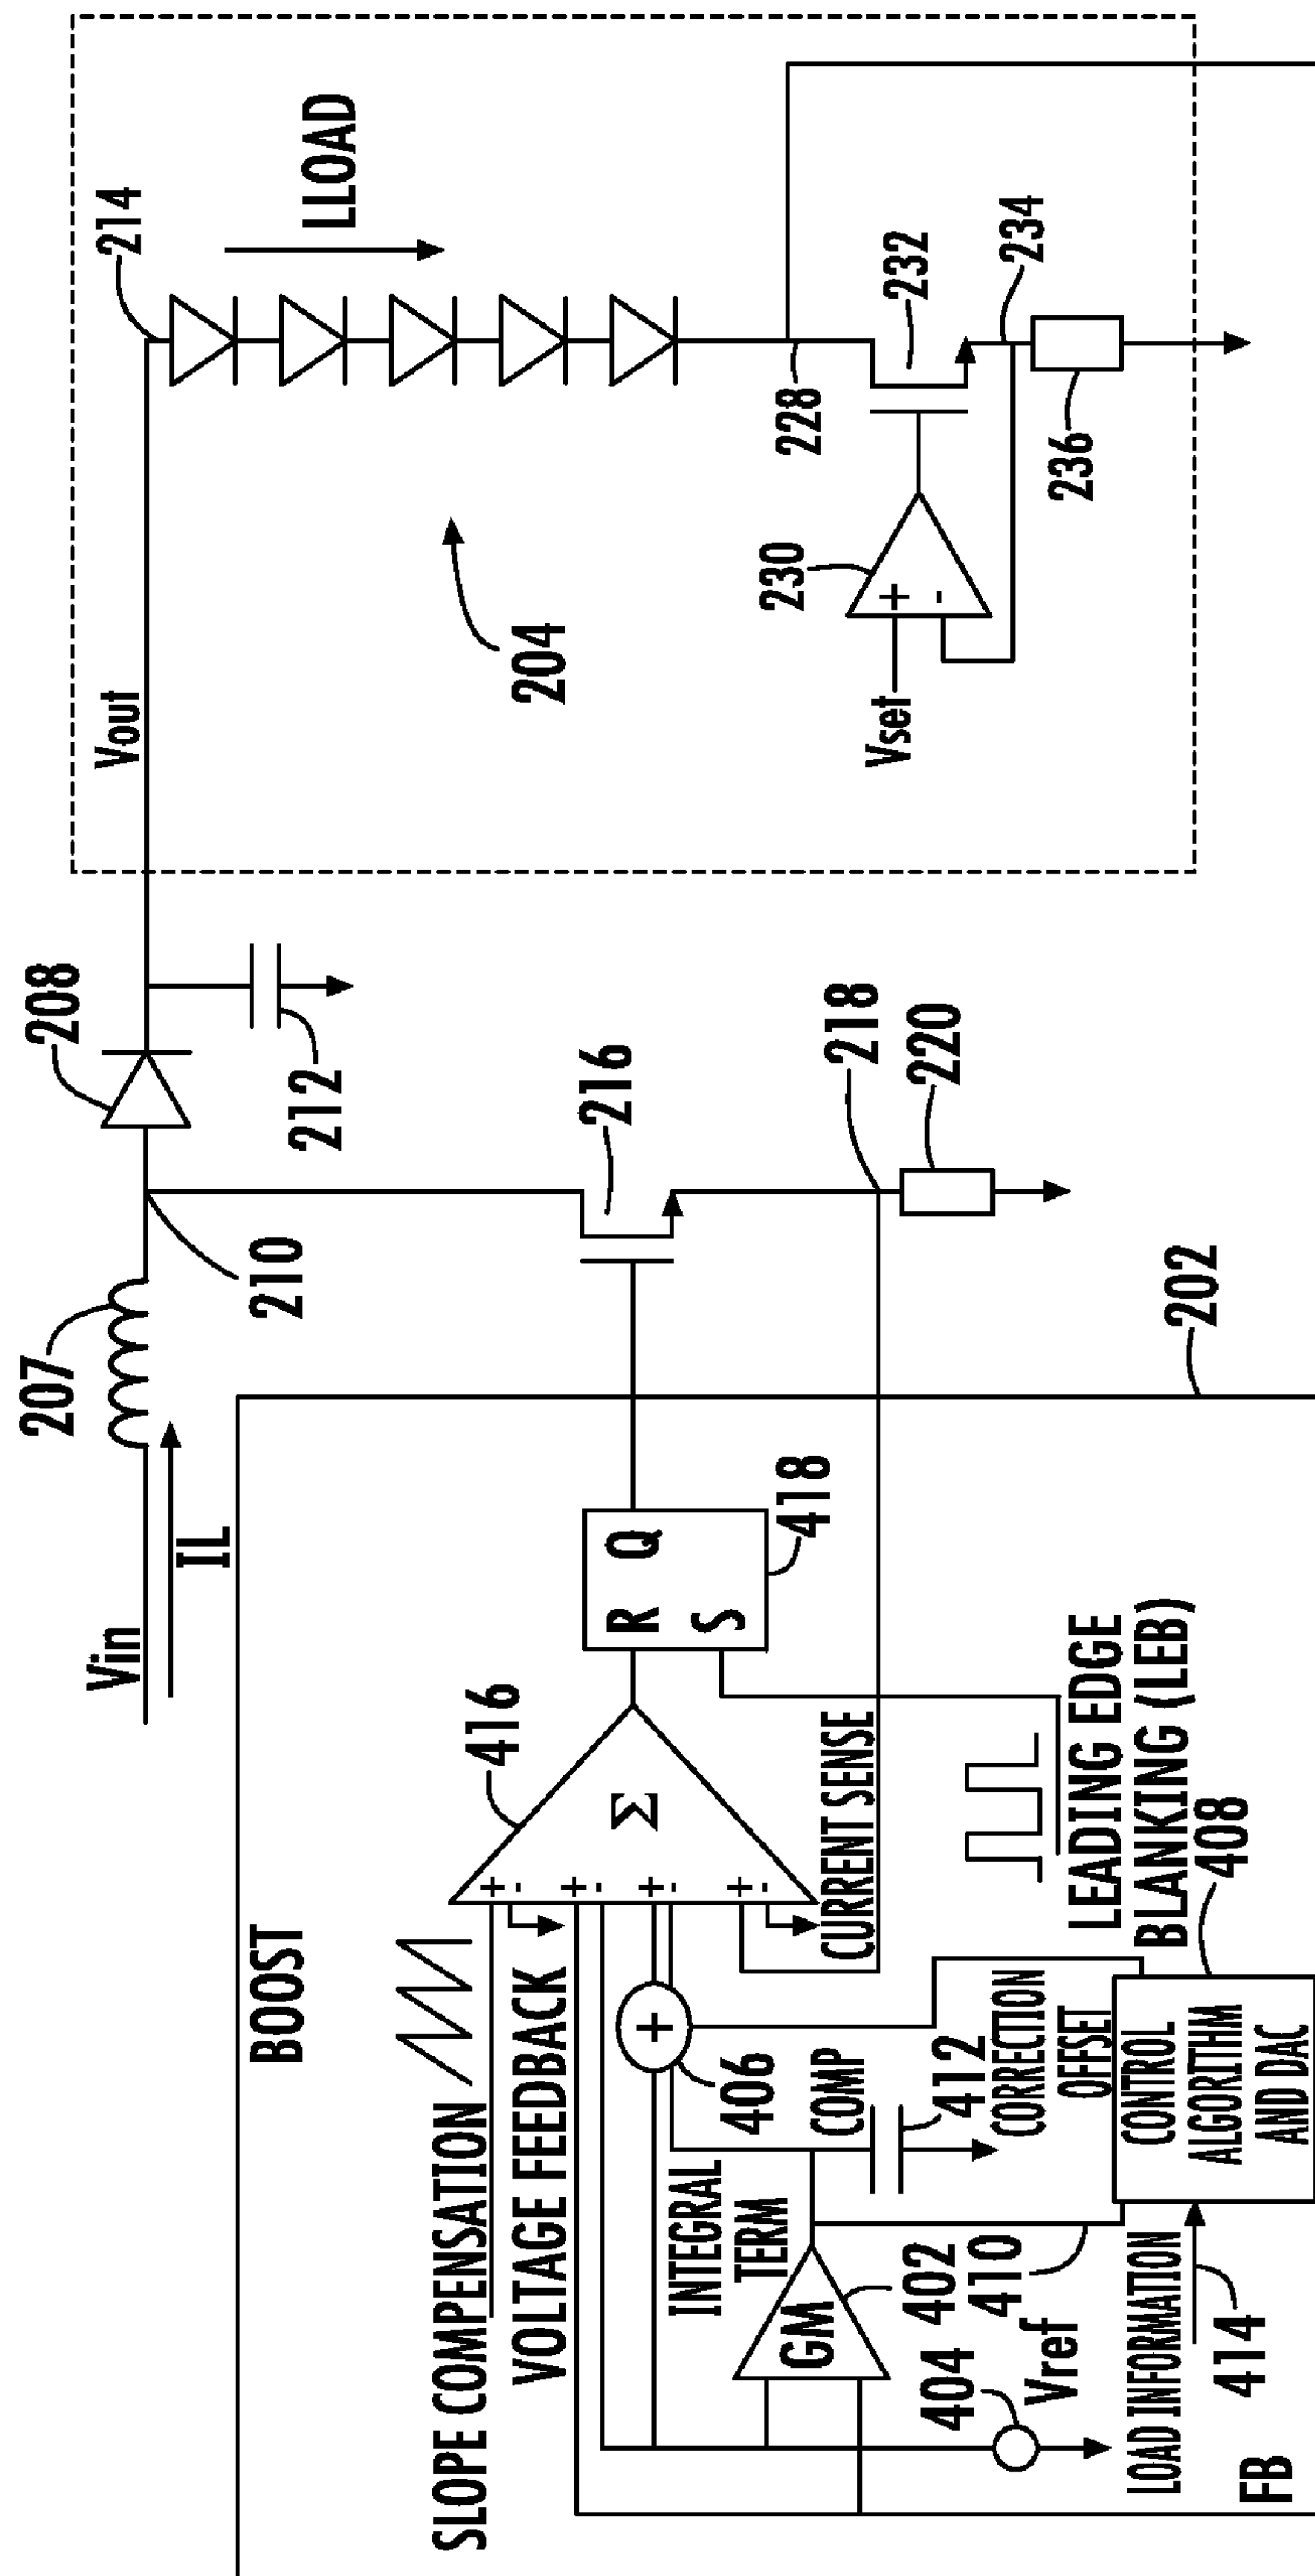 Vin
IL
207
210
208
212
Vout
214
LLOAD
204
216
218
220
202
228
232
234
236
230
+
-
Vset
BOOST
SLOPE COMPENSATION
VOLTAGE FEEDBACK
+
-
+
-
+
-
+
-
Σ
416
R Q
S
418
CURRENT SENSE
+
406
INTEGRAL
TERM
COMP
412
GM
402
410
404
Vref
CORRECTION
OFFSET
LEADING EDGE
BLANKING (LEB)
408
CONTROL
ALGORITHM
AND DAC
LOAD INFORMATION
414
FB